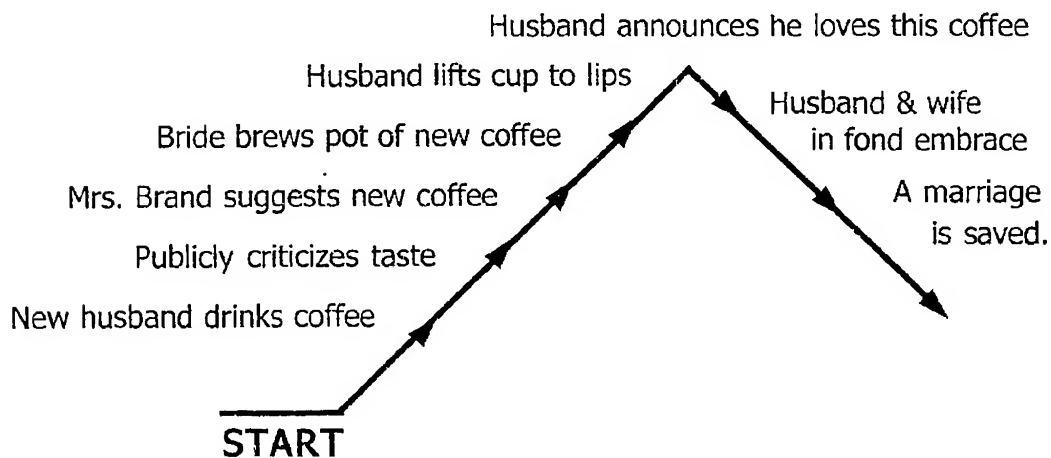 Husband announces he loves this coffee
Husband lifts cup to lips
Husband & wife
in fond embrace
Bride brews pot of new coffee
Mrs. Brand suggests new coffee
A marriage
is saved.
Publicly criticizes taste
New husband drinks coffee
START